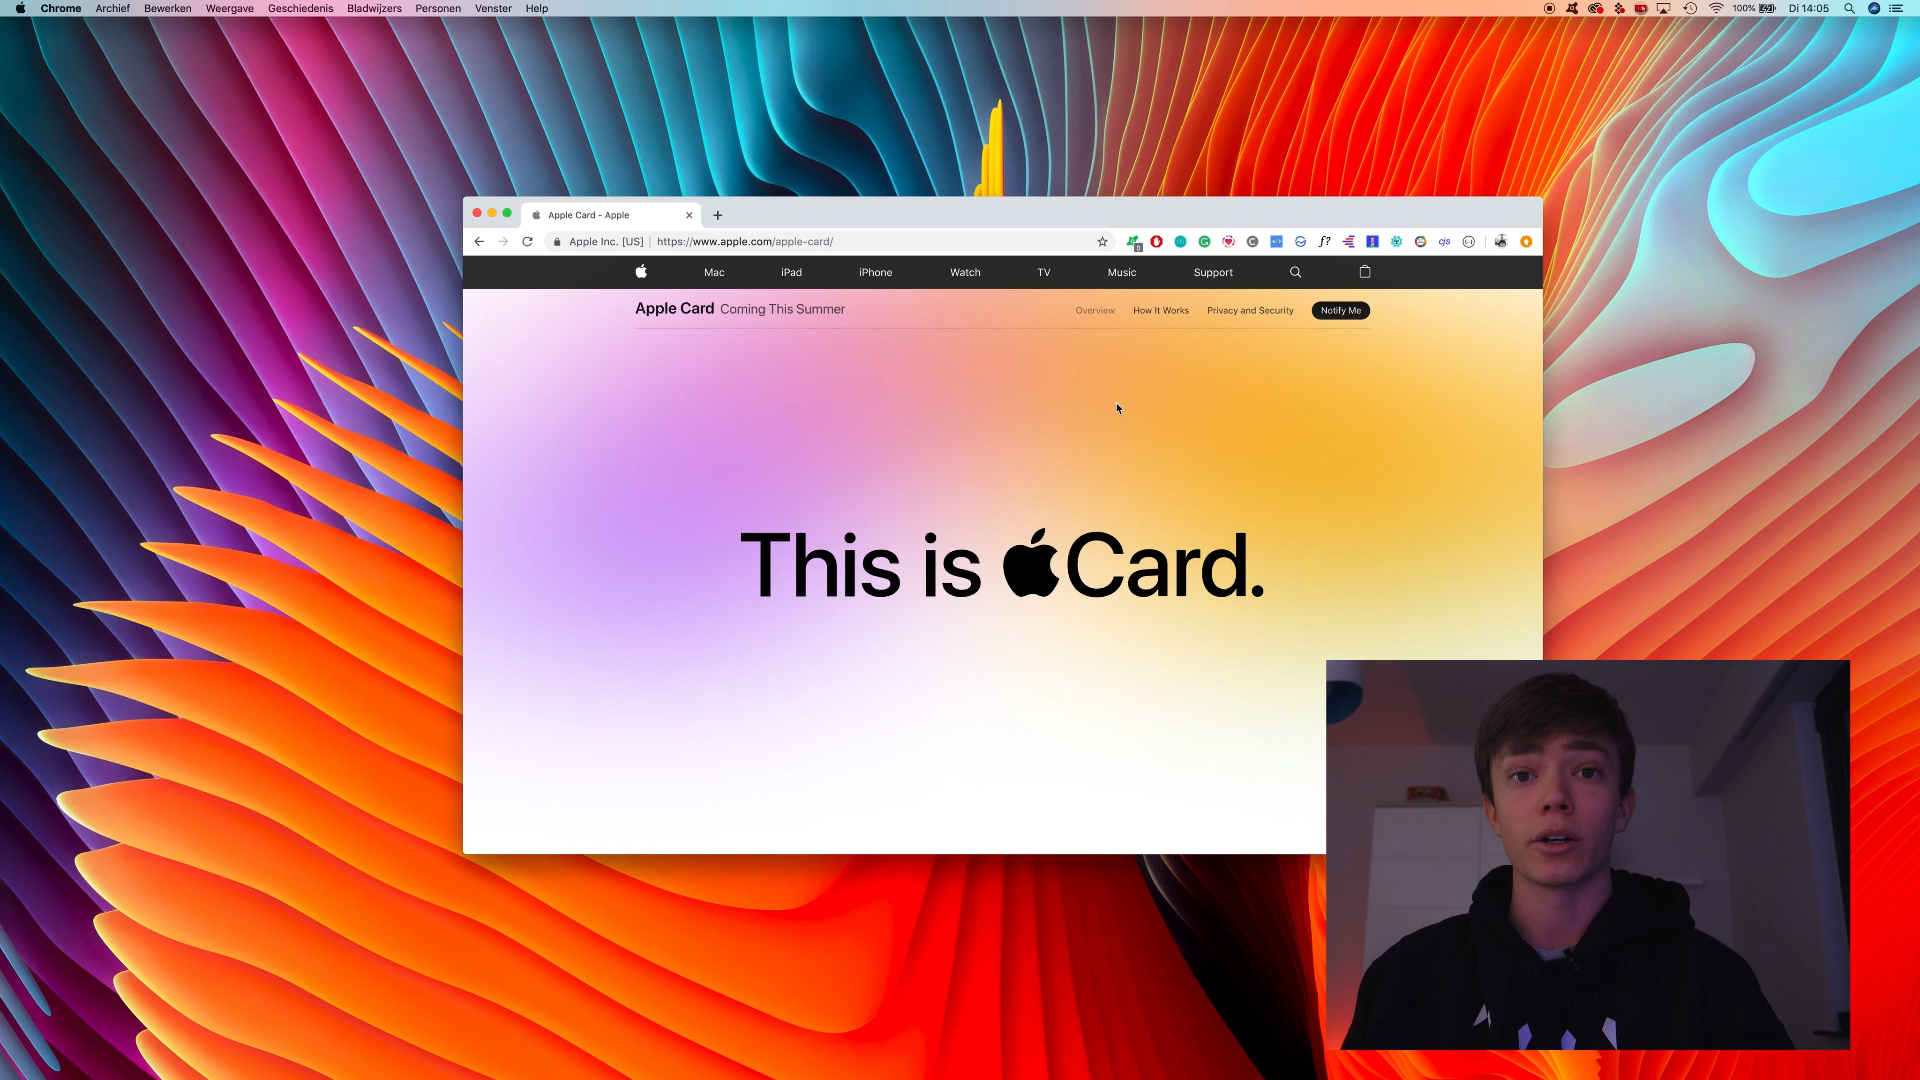 Chrome Archief Bewerken Weergave Geschiedenis Bladwijzers Personen Venster Help 100% Di 14:05
Apple Card - Apple
Apple Inc. [US] https://www.apple.com/apple-card/
Mac iPad iPhone Watch TV Music Support
Apple Card Coming This Summer Overview How It Works Privacy and Security Notify Me
This is Card.